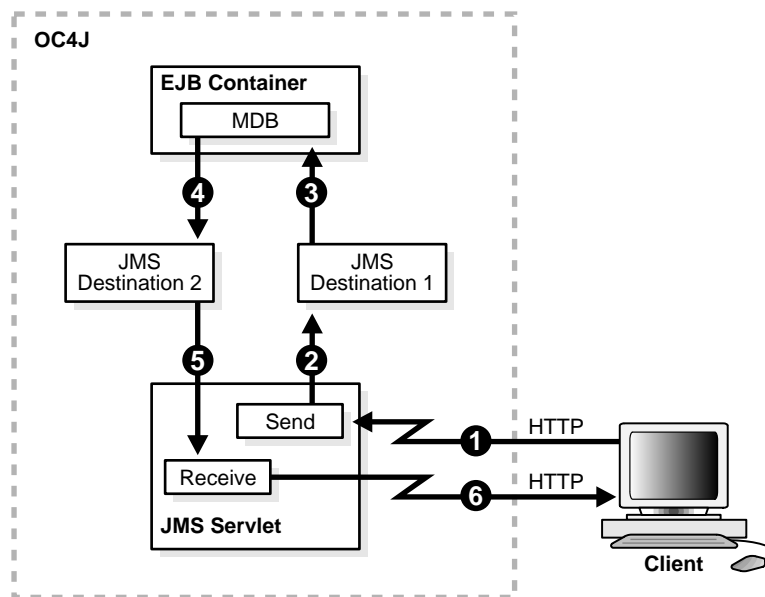 OC4J
EJB Container
MDB
4
3
JMS
Destination 2
JMS
Destination 1
5
2
Send
1
HTTP
Receive
6
HTTP
JMS Servlet
Client